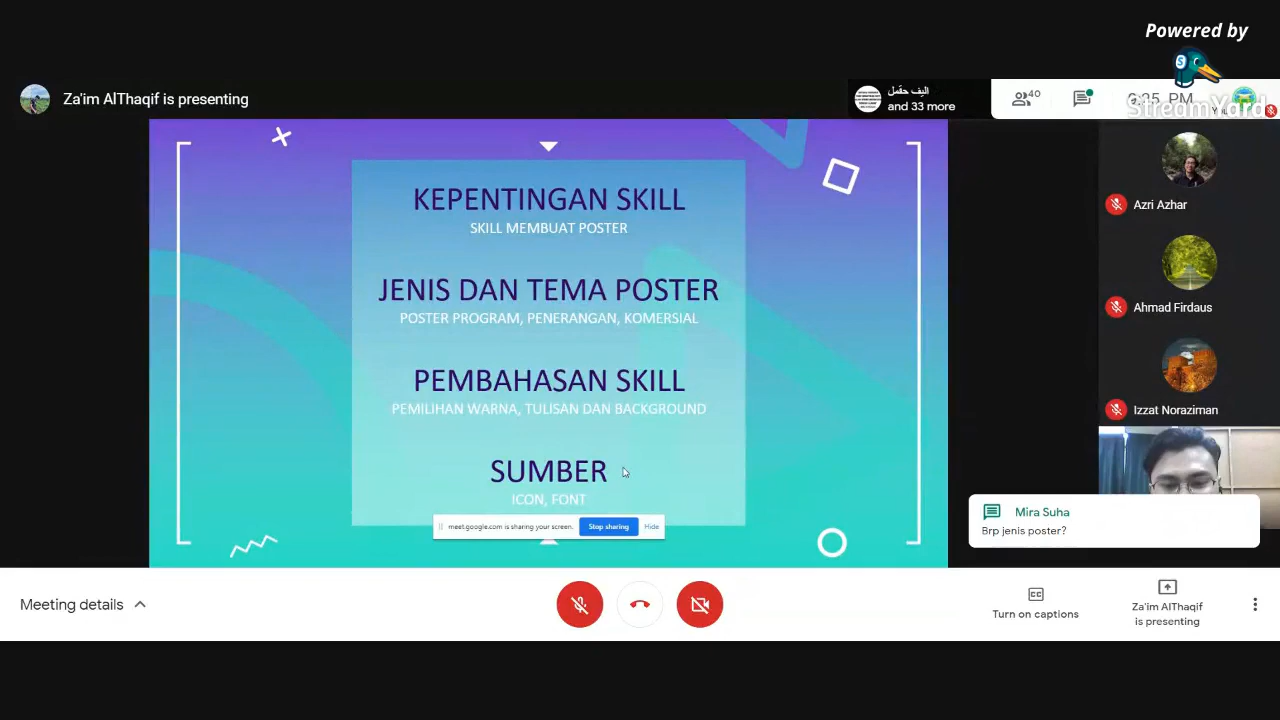 Powered by
StreamYard
Za'im AlThaqif is presenting
and 33 more
40
PM
KEPENTINGAN SKILL
SKILL MEMBUAT POSTER
JENIS DAN TEMA POSTER
POSTER PROGRAM, PENERANGAN, KOMERSIAL
PEMBAHASAN SKILL
PEMILIHAN WARNA, TULISAN DAN BACKGROUND
SUMBER
ICON, FONT
meet.google.com is sharing your screen.
Stop sharing
Hide
Azri Azhar
Ahmad Firdaus
Izzat Noraziman
Mira Suha
Brp jenis poster?
Meeting details
Turn on captions
Za'im AlThaqif
is presenting